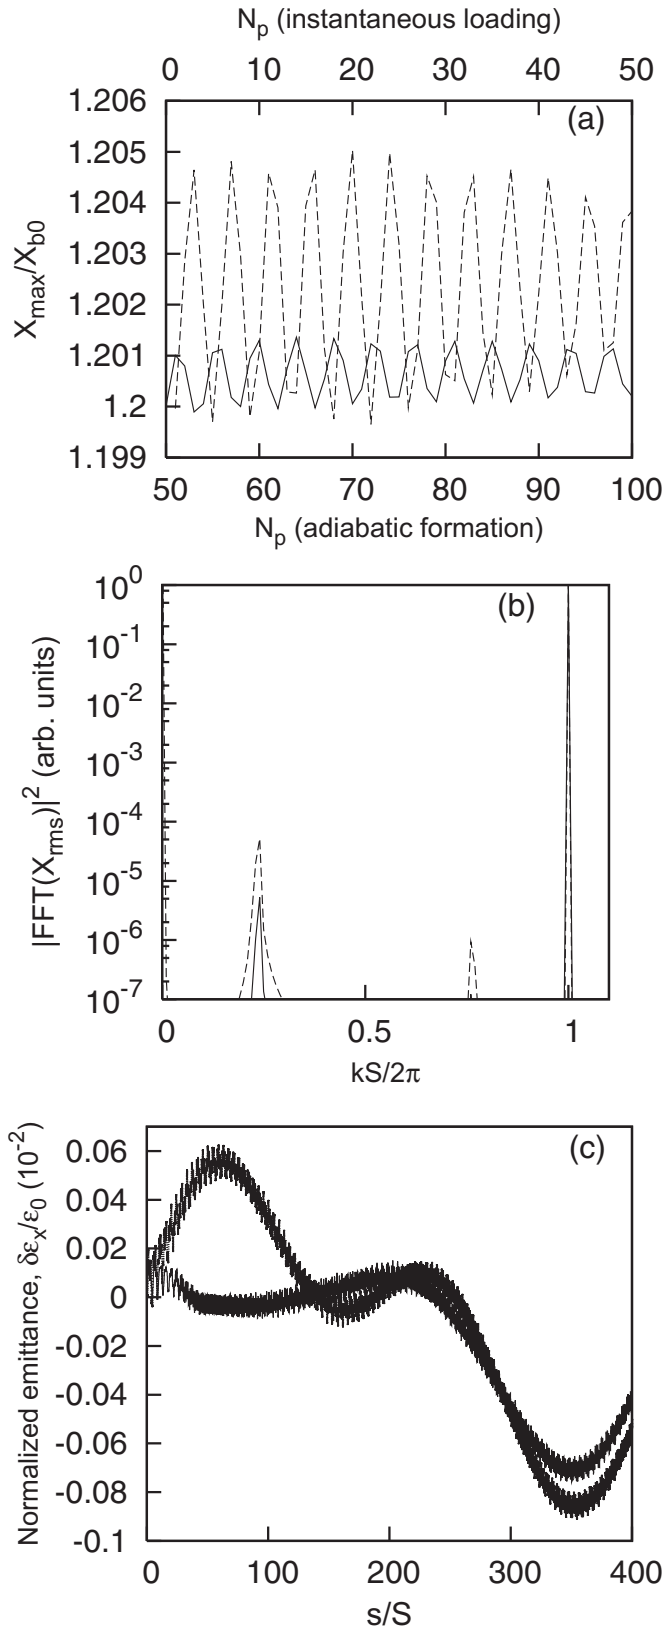 N_p (instantaneous loading)
0 10 20 30 40 50
(a)
1.206
1.205
1.204
1.203
1.202
1.201
1.2
1.199
X_max/X_b0
50 60 70 80 90 100
N_p (adiabatic formation)
(b)
10^0
10^-1
10^-2
10^-3
10^-4
10^-5
10^-6
10^-7
|FFT(X_rms)|^2 (arb. units)
0 0.5 1
kS/2π
(c)
0.06
0.04
0.02
0
-0.02
-0.04
-0.06
-0.08
-0.1
Normalized emittance, δε_x/ε_0 (10^-2)
0 100 200 300 400
s/S